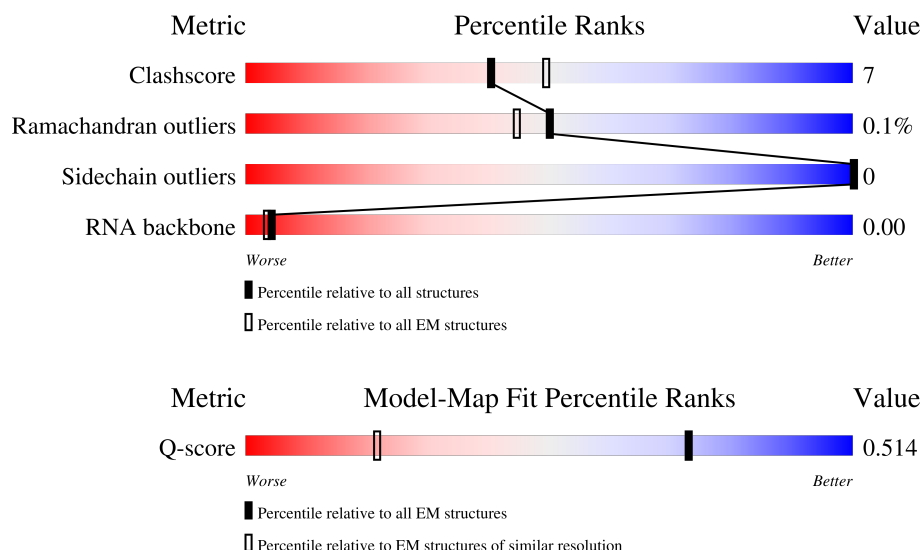 Metric Percentile Ranks Value
Clashscore 7
Ramachandran outliers 0.1%
Sidechain outliers 0
RNA backbone 0.00
Worse Better
Percentile relative to all structures
Percentile relative to all EM structures
Metric Model-Map Fit Percentile Ranks Value
Q-score 0.514
Worse Better
Percentile relative to all EM structures
Percentile relative to EM structures of similar resolution